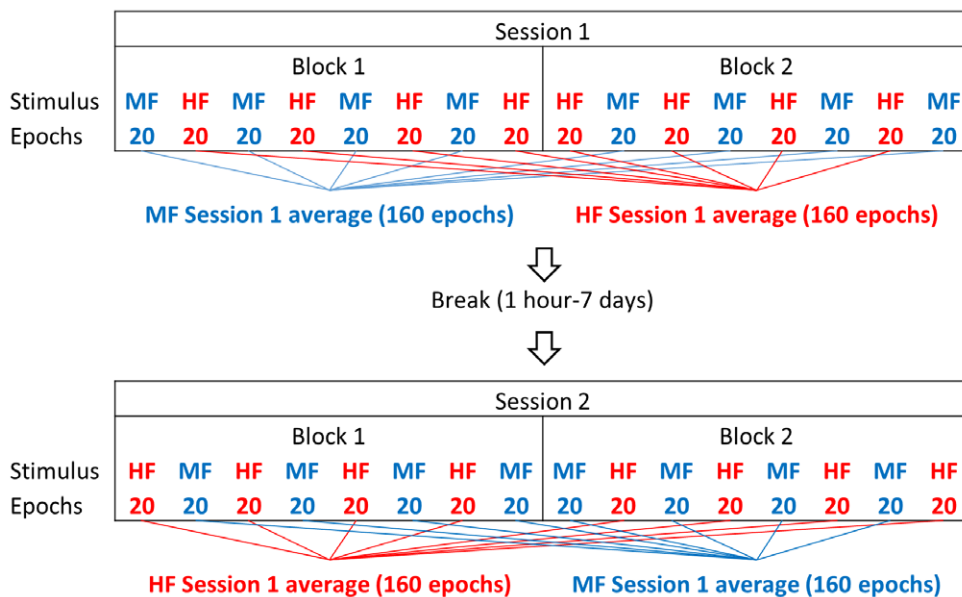 Session 1
Block 1 Block 2
Stimulus MF HF MF HF MF HF MF HF HF MF HF MF HF MF HF MF
Epochs 20 20 20 20 20 20 20 20 20 20 20 20 20 20 20 20
MF Session 1 average (160 epochs) HF Session 1 average (160 epochs)
Break (1 hour-7 days)
Session 2
Block 1 Block 2
Stimulus HF MF HF MF HF MF HF MF MF HF MF HF MF HF MF HF
Epochs 20 20 20 20 20 20 20 20 20 20 20 20 20 20 20 20
HF Session 1 average (160 epochs) MF Session 1 average (160 epochs)